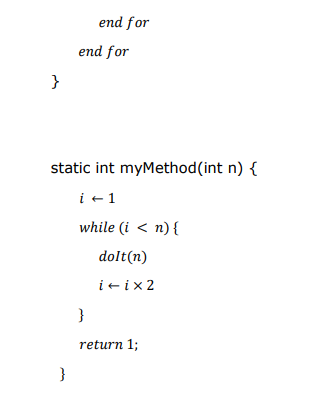 end for
end for
}
static int myMethod(int n) {
i ← 1
while (i < n) {
doIt(n)
i ← i × 2
}
return 1;
}